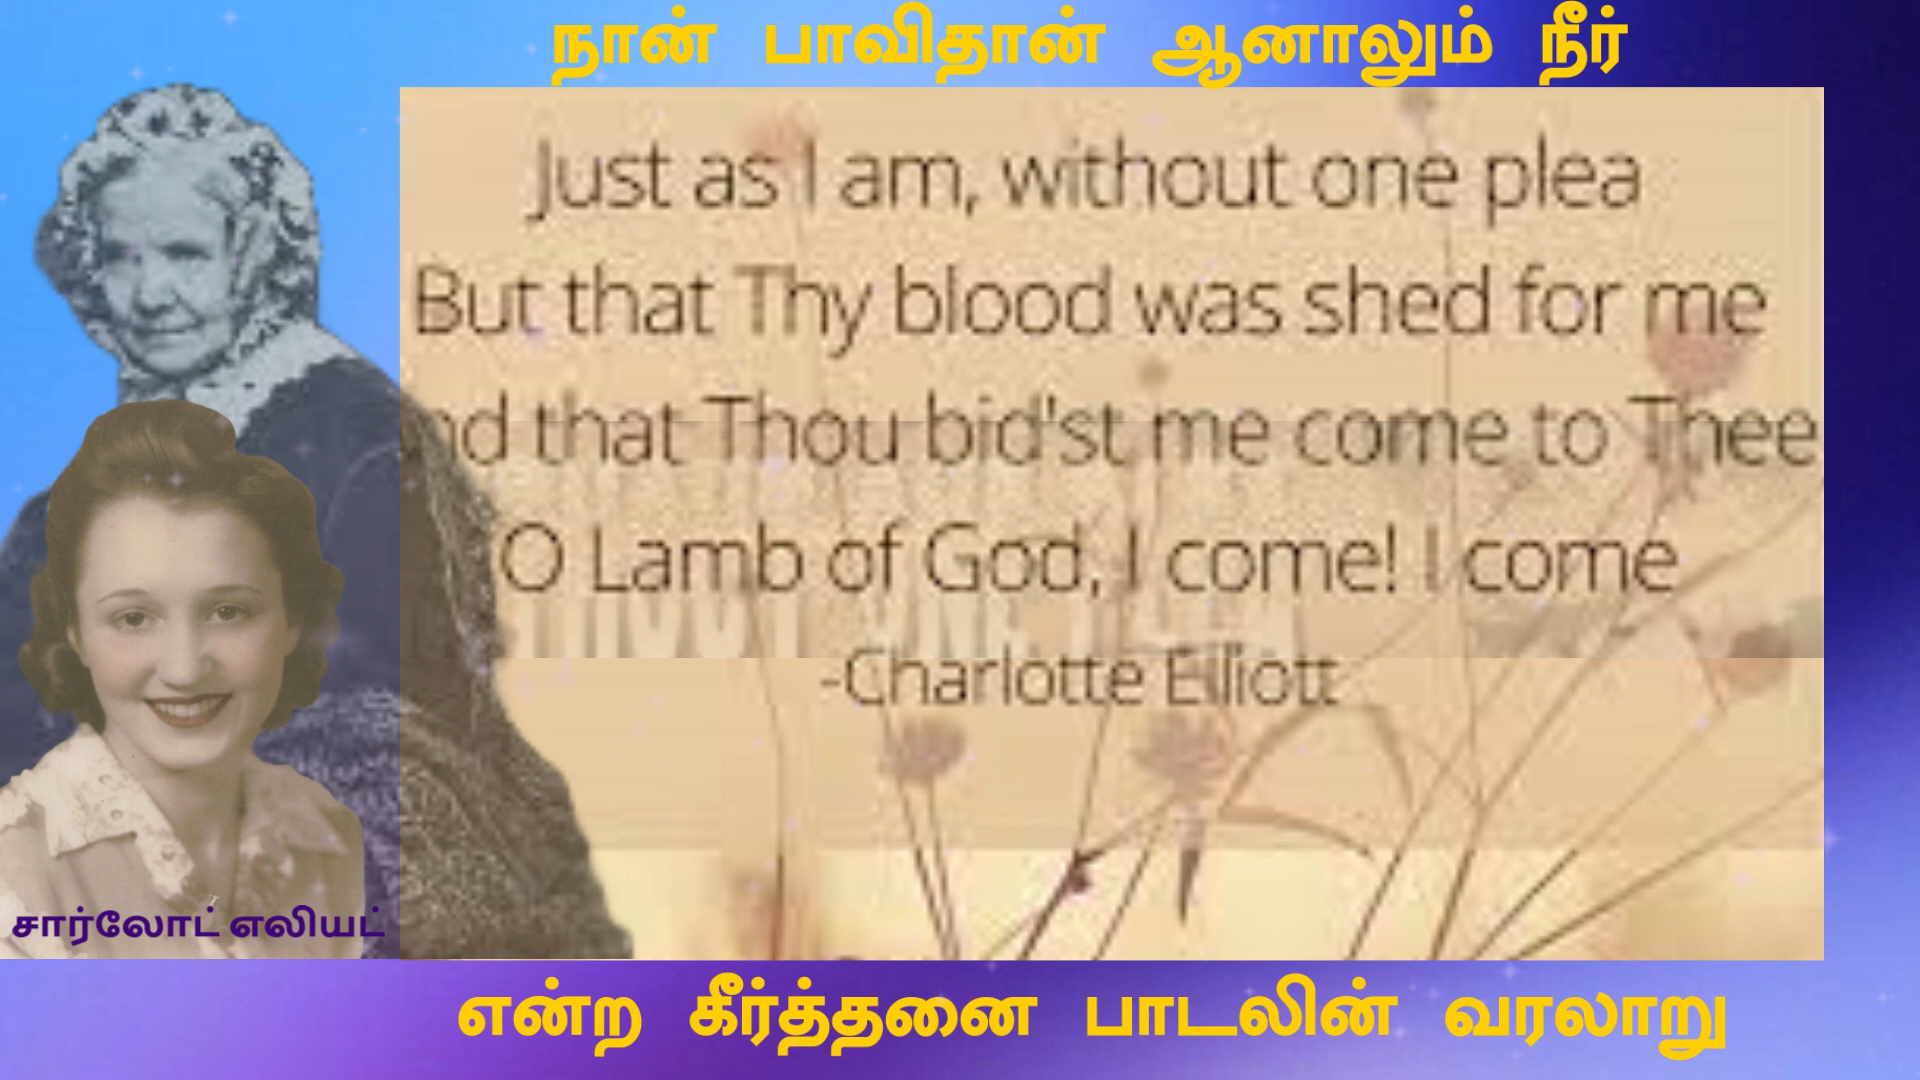 நான் பாவிதான் ஆனாலும் நீர்
Just as I am, without one plea
But that Thy blood was shed for me
nd that Thou bid'st me come to Thee
O Lamb of God, I come! I come
-Charlotte Elliott
சார்லோட் எலியட்
என்ற கீர்த்தனை பாடலின் வரலாறு